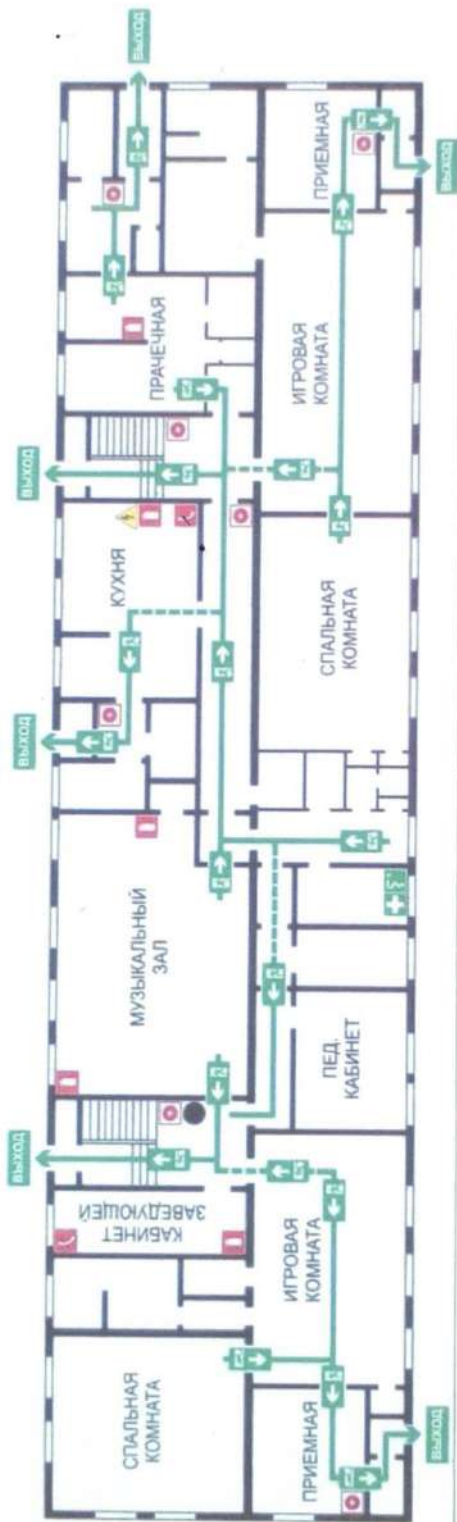 ВЫХОД
ВЫХОД
ВЫХОД
ВЫХОД
КАБИНЕТ
ЗАВЕДУЮЩЕЙ
МУЗЫКАЛЬНЫЙ
ЗАЛ
КУХНЯ
ПРАЧЕЧНАЯ
СПАЛЬНАЯ
КОМНАТА
ПРИЕМНАЯ
ИГРОВАЯ
КОМНАТА
ПЕД.
КАБИНЕТ
СПАЛЬНАЯ
КОМНАТА
ИГРОВАЯ
КОМНАТА
ПРИЕМНАЯ
ВЫХОД
ВЫХОД